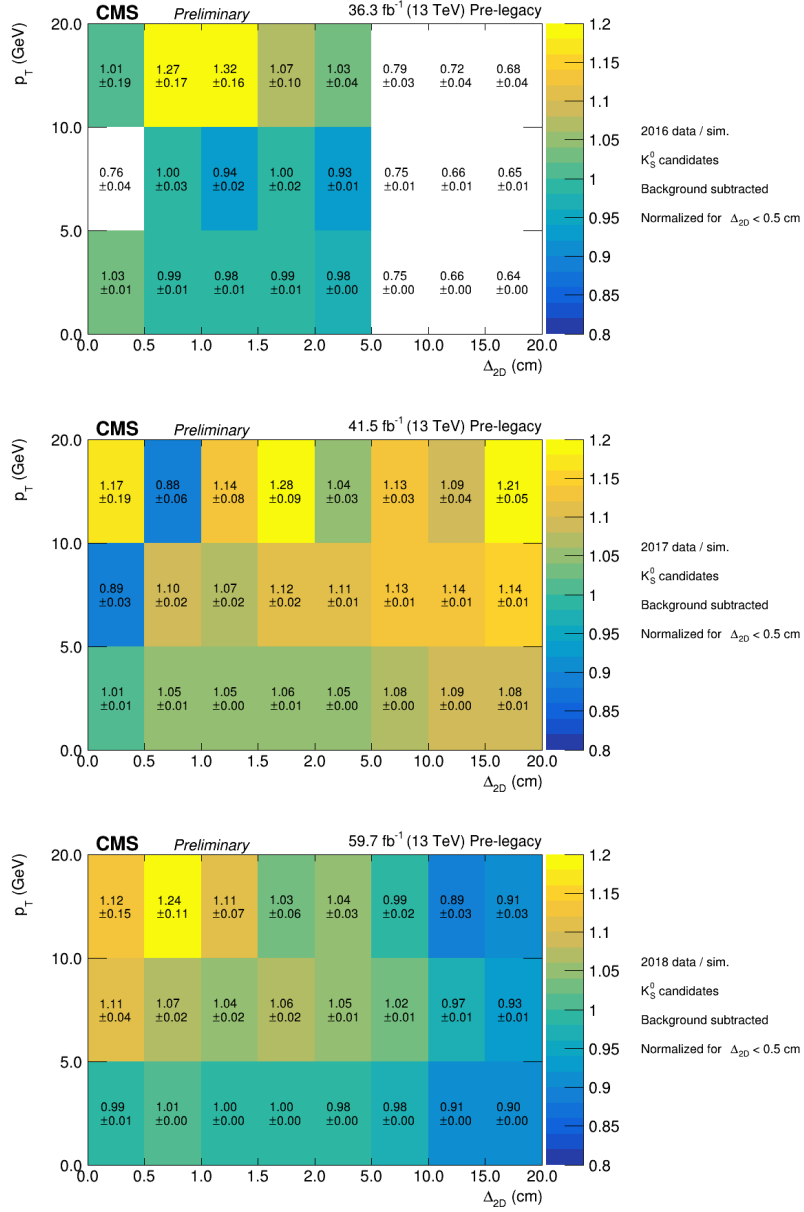 CMS Preliminary 36.3 fb-1 (13 TeV) Pre-legacy
pT (GeV)
20.0 1.2
1.01 1.27 1.32 1.07 1.03 0.79 0.72 0.68
±0.19 ±0.17 ±0.16 ±0.10 ±0.04 ±0.03 ±0.04 ±0.04
1.15
1.1
10.0
2016 data / sim.
1.05
K0S candidates
0.76 1.00 0.94 1.00 0.93 0.75 0.66 0.65
±0.04 ±0.03 ±0.02 ±0.02 ±0.01 ±0.01 ±0.01 ±0.01
1
Background subtracted
0.95
Normalized for Δ2D < 0.5 cm
5.0
0.9
1.03 0.99 0.98 0.99 0.98 0.75 0.66 0.64
±0.01 ±0.01 ±0.01 ±0.01 ±0.00 ±0.00 ±0.00 ±0.00
0.85
0.0 0.8
0.0 0.5 1.0 1.5 2.0 5.0 10.0 15.0 20.0
Δ2D (cm)
CMS Preliminary 41.5 fb-1 (13 TeV) Pre-legacy
pT (GeV)
20.0 1.2
1.17 0.88 1.14 1.28 1.04 1.13 1.09 1.21
±0.19 ±0.06 ±0.08 ±0.09 ±0.03 ±0.03 ±0.04 ±0.05
1.15
1.1
10.0
2017 data / sim.
1.05
K0S candidates
0.89 1.10 1.07 1.12 1.11 1.13 1.14 1.14
±0.03 ±0.02 ±0.02 ±0.02 ±0.01 ±0.01 ±0.01 ±0.01
1
Background subtracted
0.95
Normalized for Δ2D < 0.5 cm
5.0
0.9
1.01 1.05 1.05 1.06 1.05 1.08 1.09 1.08
±0.01 ±0.01 ±0.00 ±0.01 ±0.00 ±0.00 ±0.00 ±0.01
0.85
0.0 0.8
0.0 0.5 1.0 1.5 2.0 5.0 10.0 15.0 20.0
Δ2D (cm)
CMS Preliminary 59.7 fb-1 (13 TeV) Pre-legacy
pT (GeV)
20.0 1.2
1.12 1.24 1.11 1.03 1.04 0.99 0.89 0.91
±0.15 ±0.11 ±0.07 ±0.06 ±0.03 ±0.02 ±0.03 ±0.03
1.15
1.1
10.0
2018 data / sim.
1.05
K0S candidates
1.11 1.07 1.04 1.06 1.05 1.02 0.97 0.93
±0.04 ±0.02 ±0.02 ±0.02 ±0.01 ±0.01 ±0.01 ±0.01
1
Background subtracted
0.95
Normalized for Δ2D < 0.5 cm
5.0
0.9
0.99 1.01 1.00 1.00 0.98 0.98 0.91 0.90
±0.01 ±0.00 ±0.00 ±0.00 ±0.00 ±0.00 ±0.00 ±0.00
0.85
0.0 0.8
0.0 0.5 1.0 1.5 2.0 5.0 10.0 15.0 20.0
Δ2D (cm)